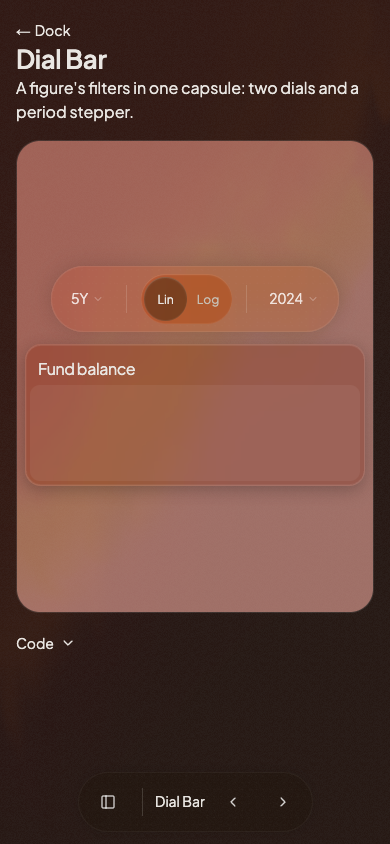 ← Dock
Dial Bar
A figure's filters in one capsule: two dials and a
period stepper.
5Y
Lin
Log
2024
Fund balance
Code
Dial Bar